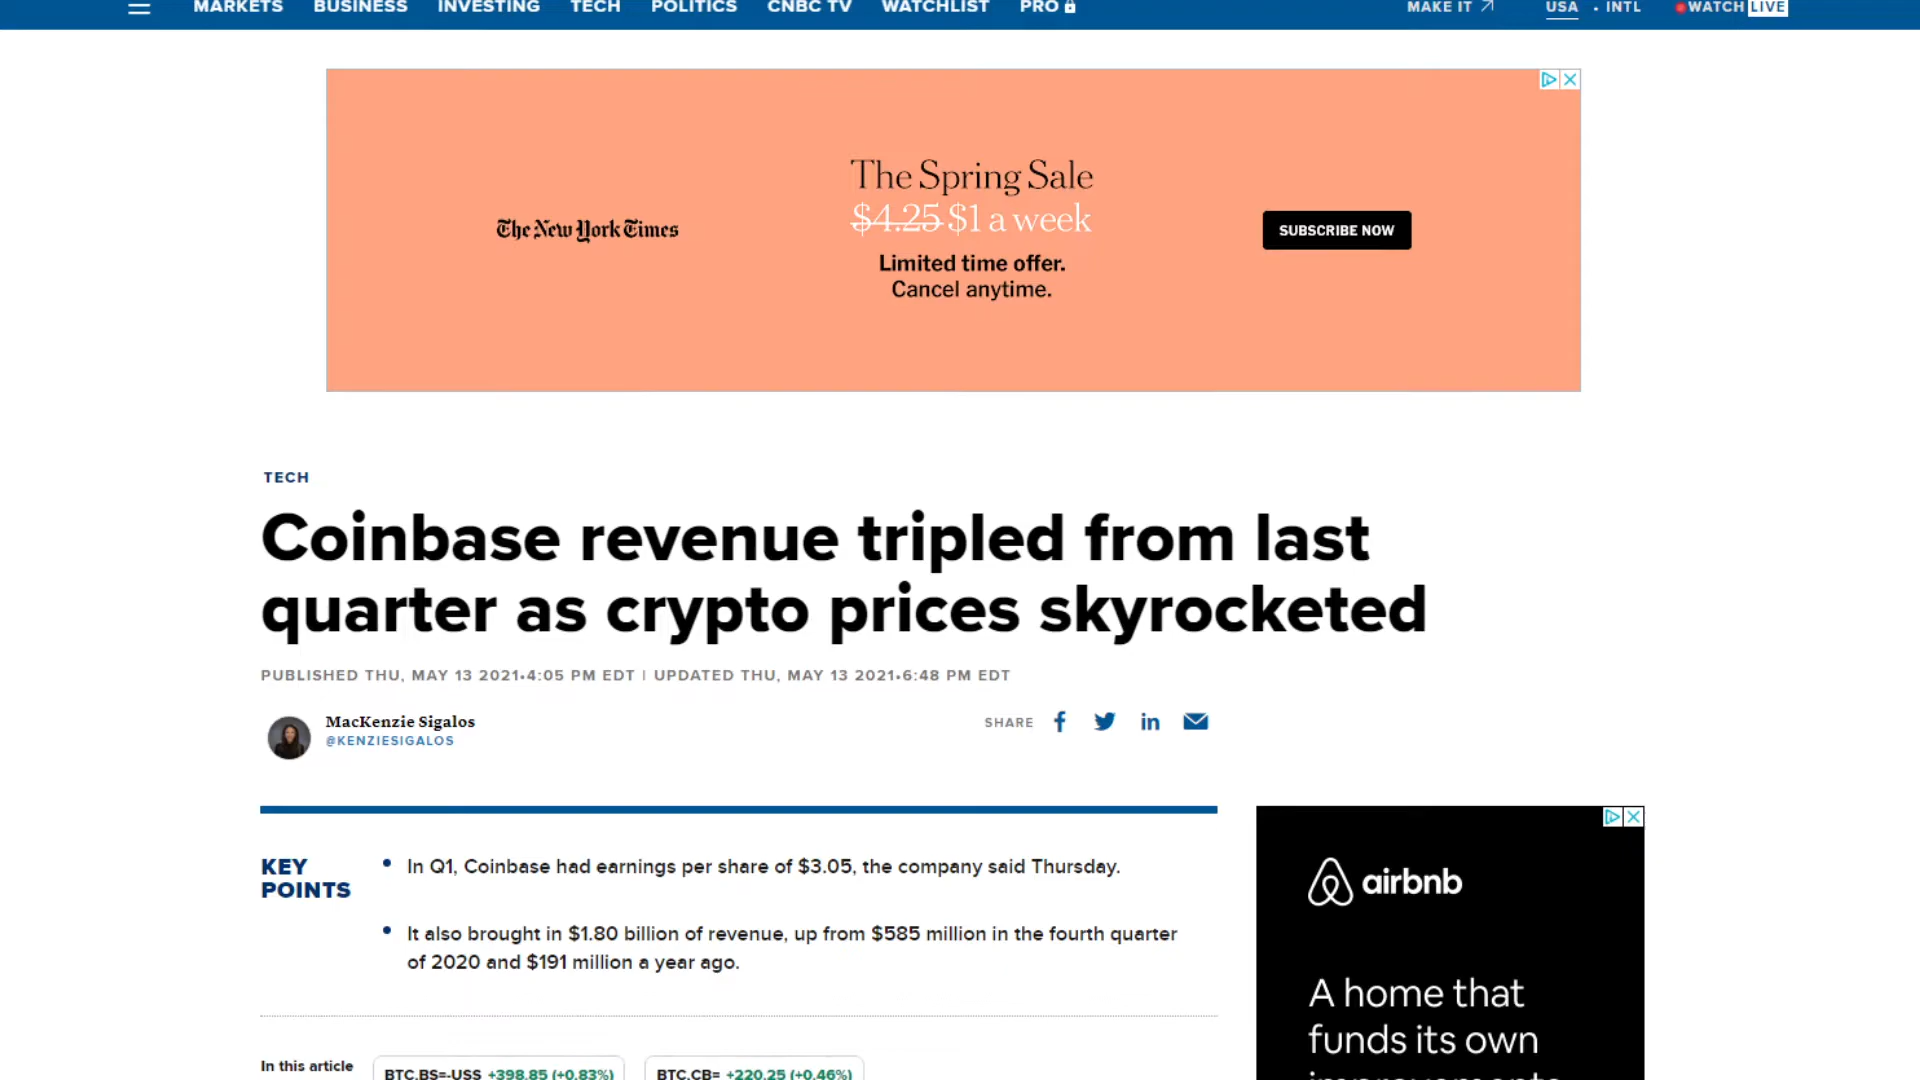 MARKETS BUSINESS INVESTING TECH POLITICS CNBC TV WATCHLIST PRO MAKE IT USA • INTL WATCH LIVE
The New York Times
The Spring Sale
$4.25 $1 a week
Limited time offer.
Cancel anytime.
SUBSCRIBE NOW
TECH
Coinbase revenue tripled from last
quarter as crypto prices skyrocketed
PUBLISHED THU, MAY 13 2021•4:05 PM EDT | UPDATED THU, MAY 13 2021•6:48 PM EDT
MacKenzie Sigalos
@KENZIESIGALOS
SHARE
KEY
POINTS
• In Q1, Coinbase had earnings per share of $3.05, the company said Thursday.
• It also brought in $1.80 billion of revenue, up from $585 million in the fourth quarter
of 2020 and $191 million a year ago.
In this article
BTC.BS=-USS +398.85 (+0.83%)
BTC.CB= +220.25 (+0.46%)
airbnb
A home that
funds its own
improvements